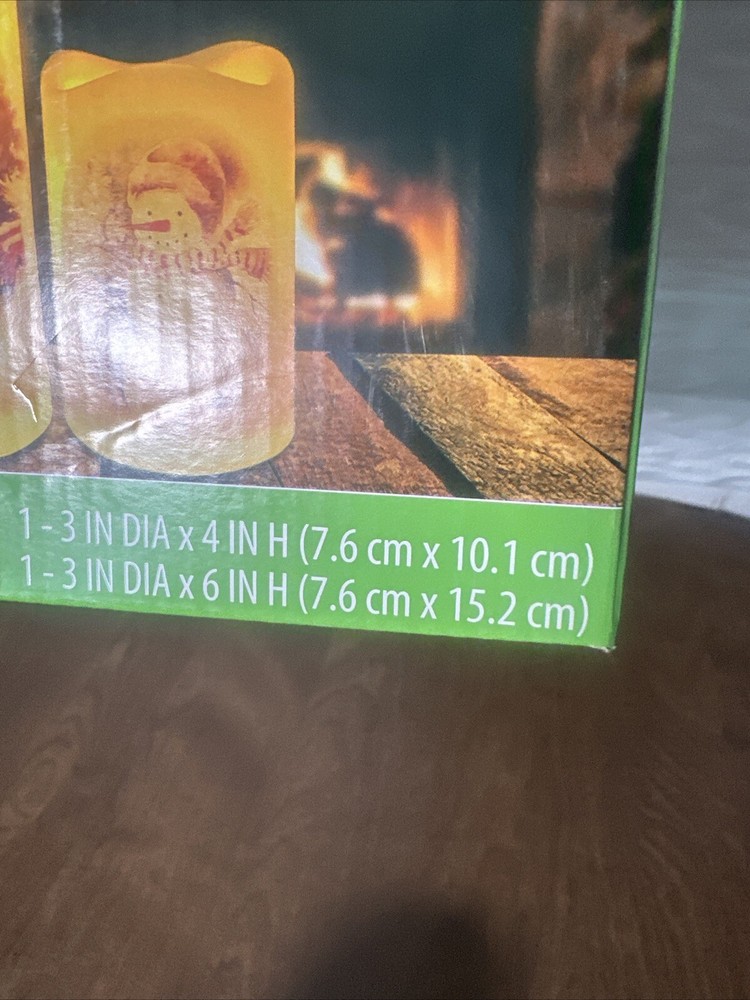 1 - 3 IN DIA x 4 IN H (7.6 cm x 10.1 cm)
1 - 3 IN DIA x 6 IN H (7.6 cm x 15.2 cm)